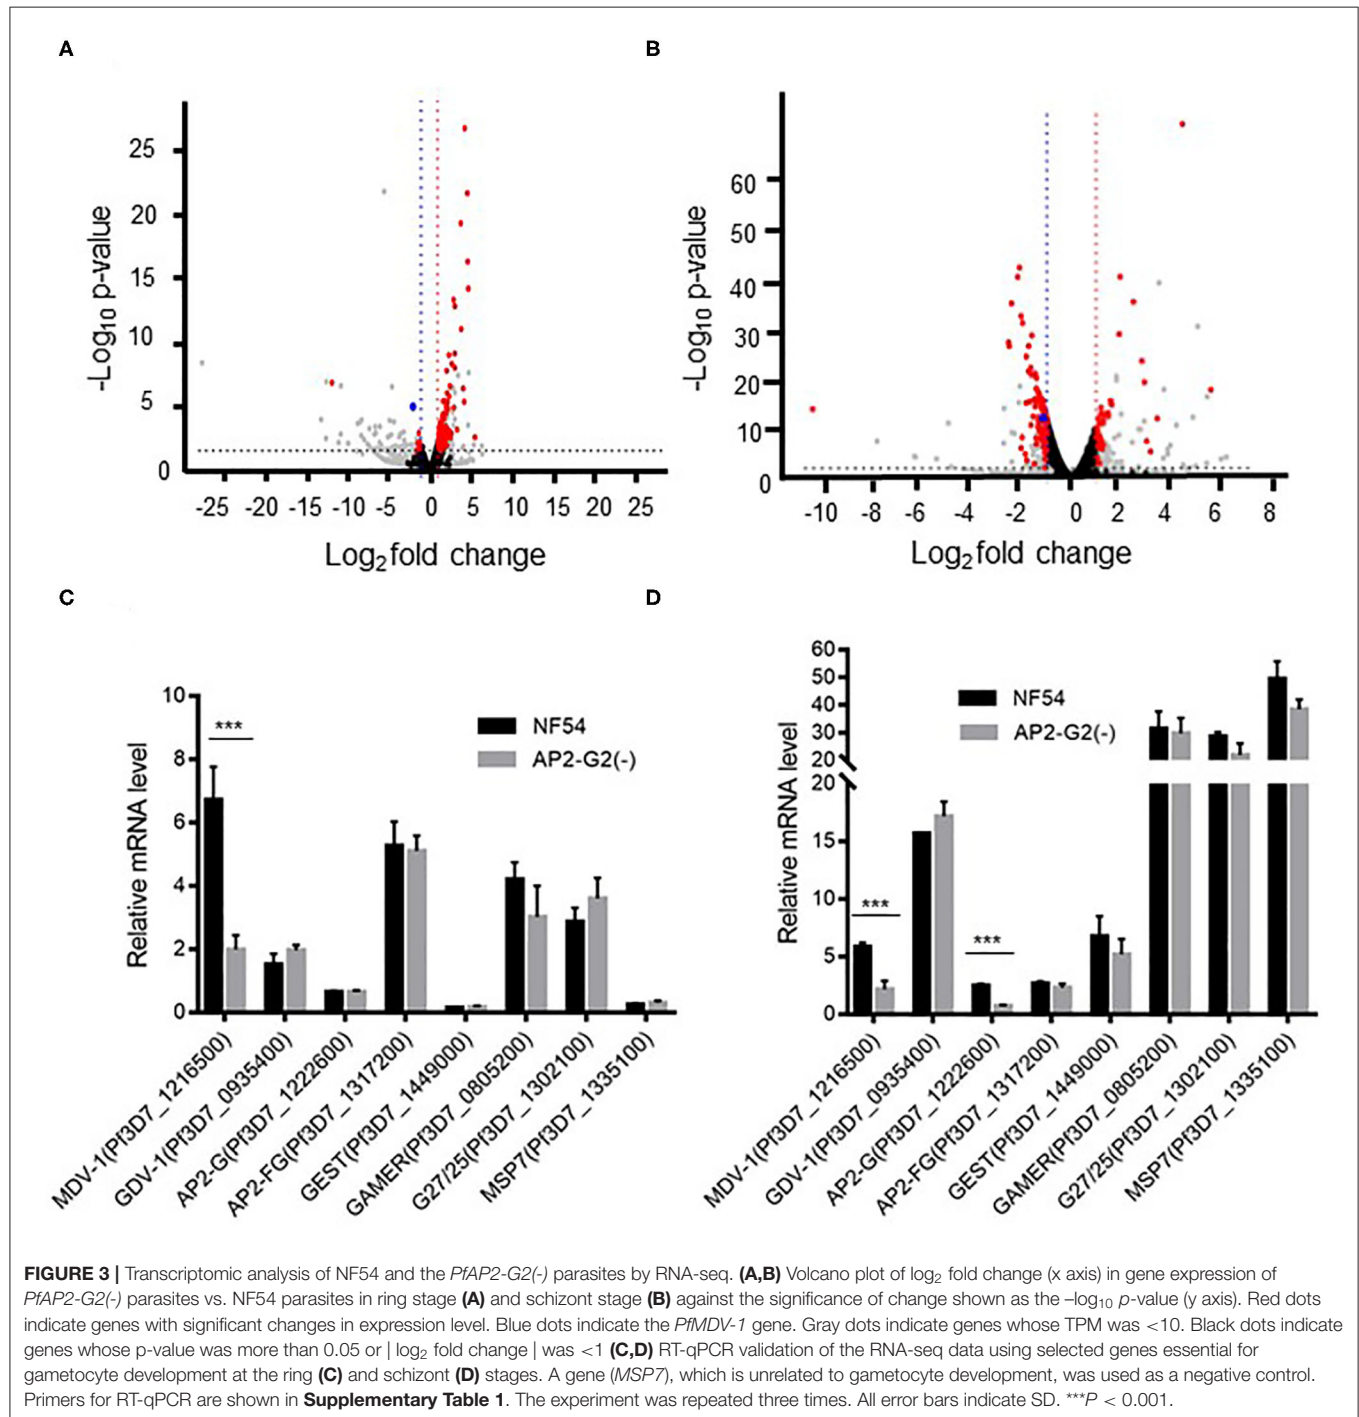 A
B
-Log10 p-value
25
20
15
10
5
0
-25 -20 -15 -10 -5 0 5 10 15 20 25
Log2 fold change
-Log10 p-value
60
50
40
30
20
10
0
-10 -8 -6 -4 -2 0 2 4 6 8
Log2 fold change
C
D
Relative mRNA level
10
8
6
4
2
0
***
NF54
AP2-G2(-)
MDV-1(Pf3D7_1216500)
GDV-1(Pf3D7_0935400)
AP2-G(Pf3D7_1222600)
AP2-FG(Pf3D7_1317200)
GEST(Pf3D7_1449000)
GAMER(Pf3D7_0805200)
G27/25(Pf3D7_1302100)
MSP7(Pf3D7_1335100)
Relative mRNA level
60
50
40
30
20
20
15
10
5
0
***
***
NF54
AP2-G2(-)
MDV-1(Pf3D7_1216500)
GDV-1(Pf3D7_0935400)
AP2-G(Pf3D7_1222600)
AP2-FG(Pf3D7_1317200)
GEST(Pf3D7_1449000)
GAMER(Pf3D7_0805200)
G27/25(Pf3D7_1302100)
MSP7(Pf3D7_1335100)
FIGURE 3 | Transcriptomic analysis of NF54 and the PfAP2-G2(-) parasites by RNA-seq. (A,B) Volcano plot of log2 fold change (x axis) in gene expression of
PfAP2-G2(-) parasites vs. NF54 parasites in ring stage (A) and schizont stage (B) against the significance of change shown as the –log10 p-value (y axis). Red dots
indicate genes with significant changes in expression level. Blue dots indicate the PfMDV-1 gene. Gray dots indicate genes whose TPM was <10. Black dots indicate
genes whose p-value was more than 0.05 or | log2 fold change | was <1 (C,D) RT-qPCR validation of the RNA-seq data using selected genes essential for
gametocyte development at the ring (C) and schizont (D) stages. A gene (MSP7), which is unrelated to gametocyte development, was used as a negative control.
Primers for RT-qPCR are shown in Supplementary Table 1. The experiment was repeated three times. All error bars indicate SD. ***P < 0.001.